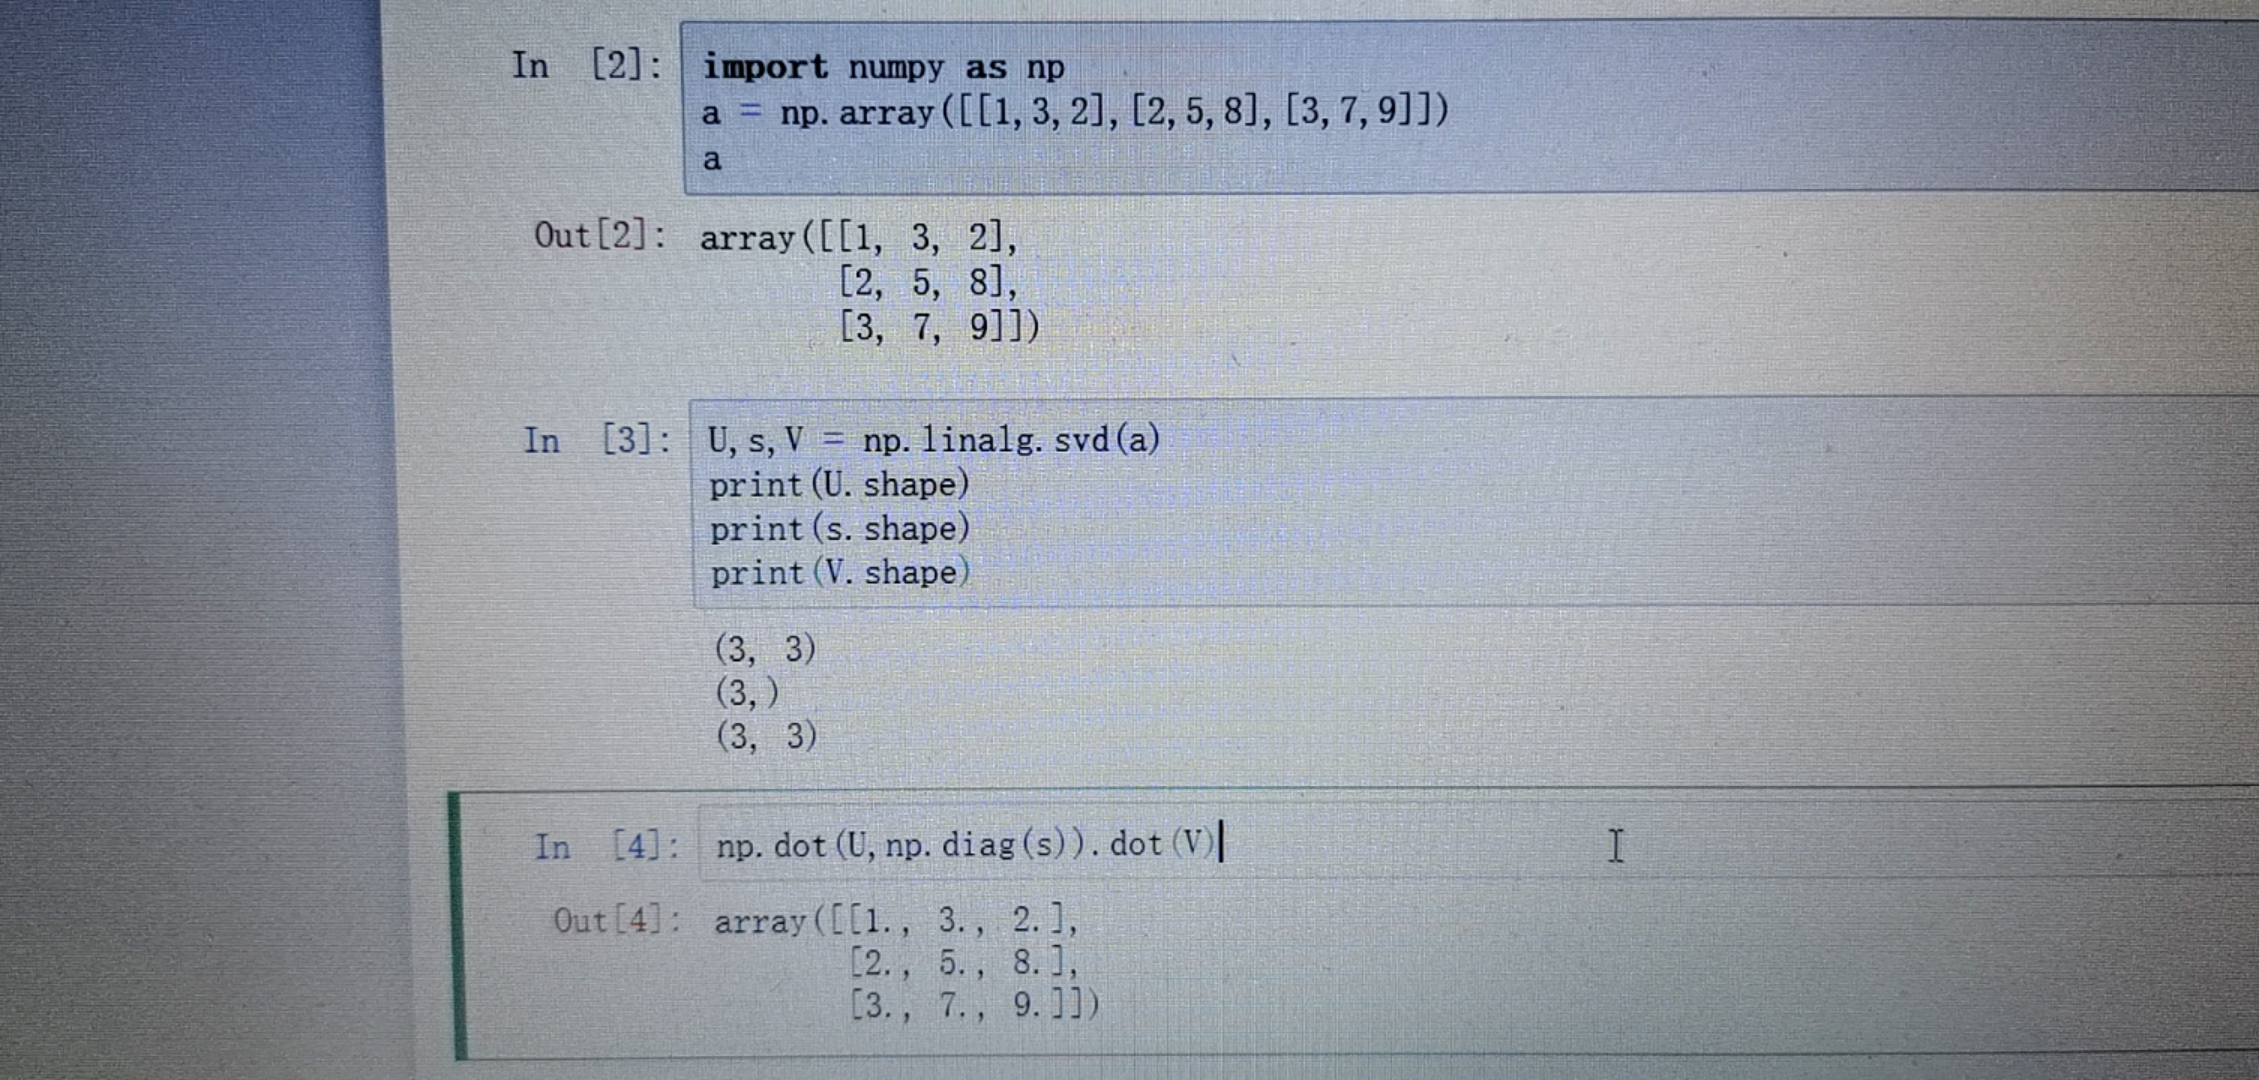 In [2]: import numpy as np
a = np.array([[1, 3, 2], [2, 5, 8], [3, 7, 9]])
a
Out[2]: array([[1, 3, 2],
[2, 5, 8],
[3, 7, 9]])
In [3]: U, s, V = np.linalg.svd(a)
print(U.shape)
print(s.shape)
print(V.shape)
(3, 3)
(3,)
(3, 3)
In [4]: np.dot(U, np.diag(s)).dot(V)
Out[4]: array([[1., 3., 2.],
[2., 5., 8.],
[3., 7., 9.]])